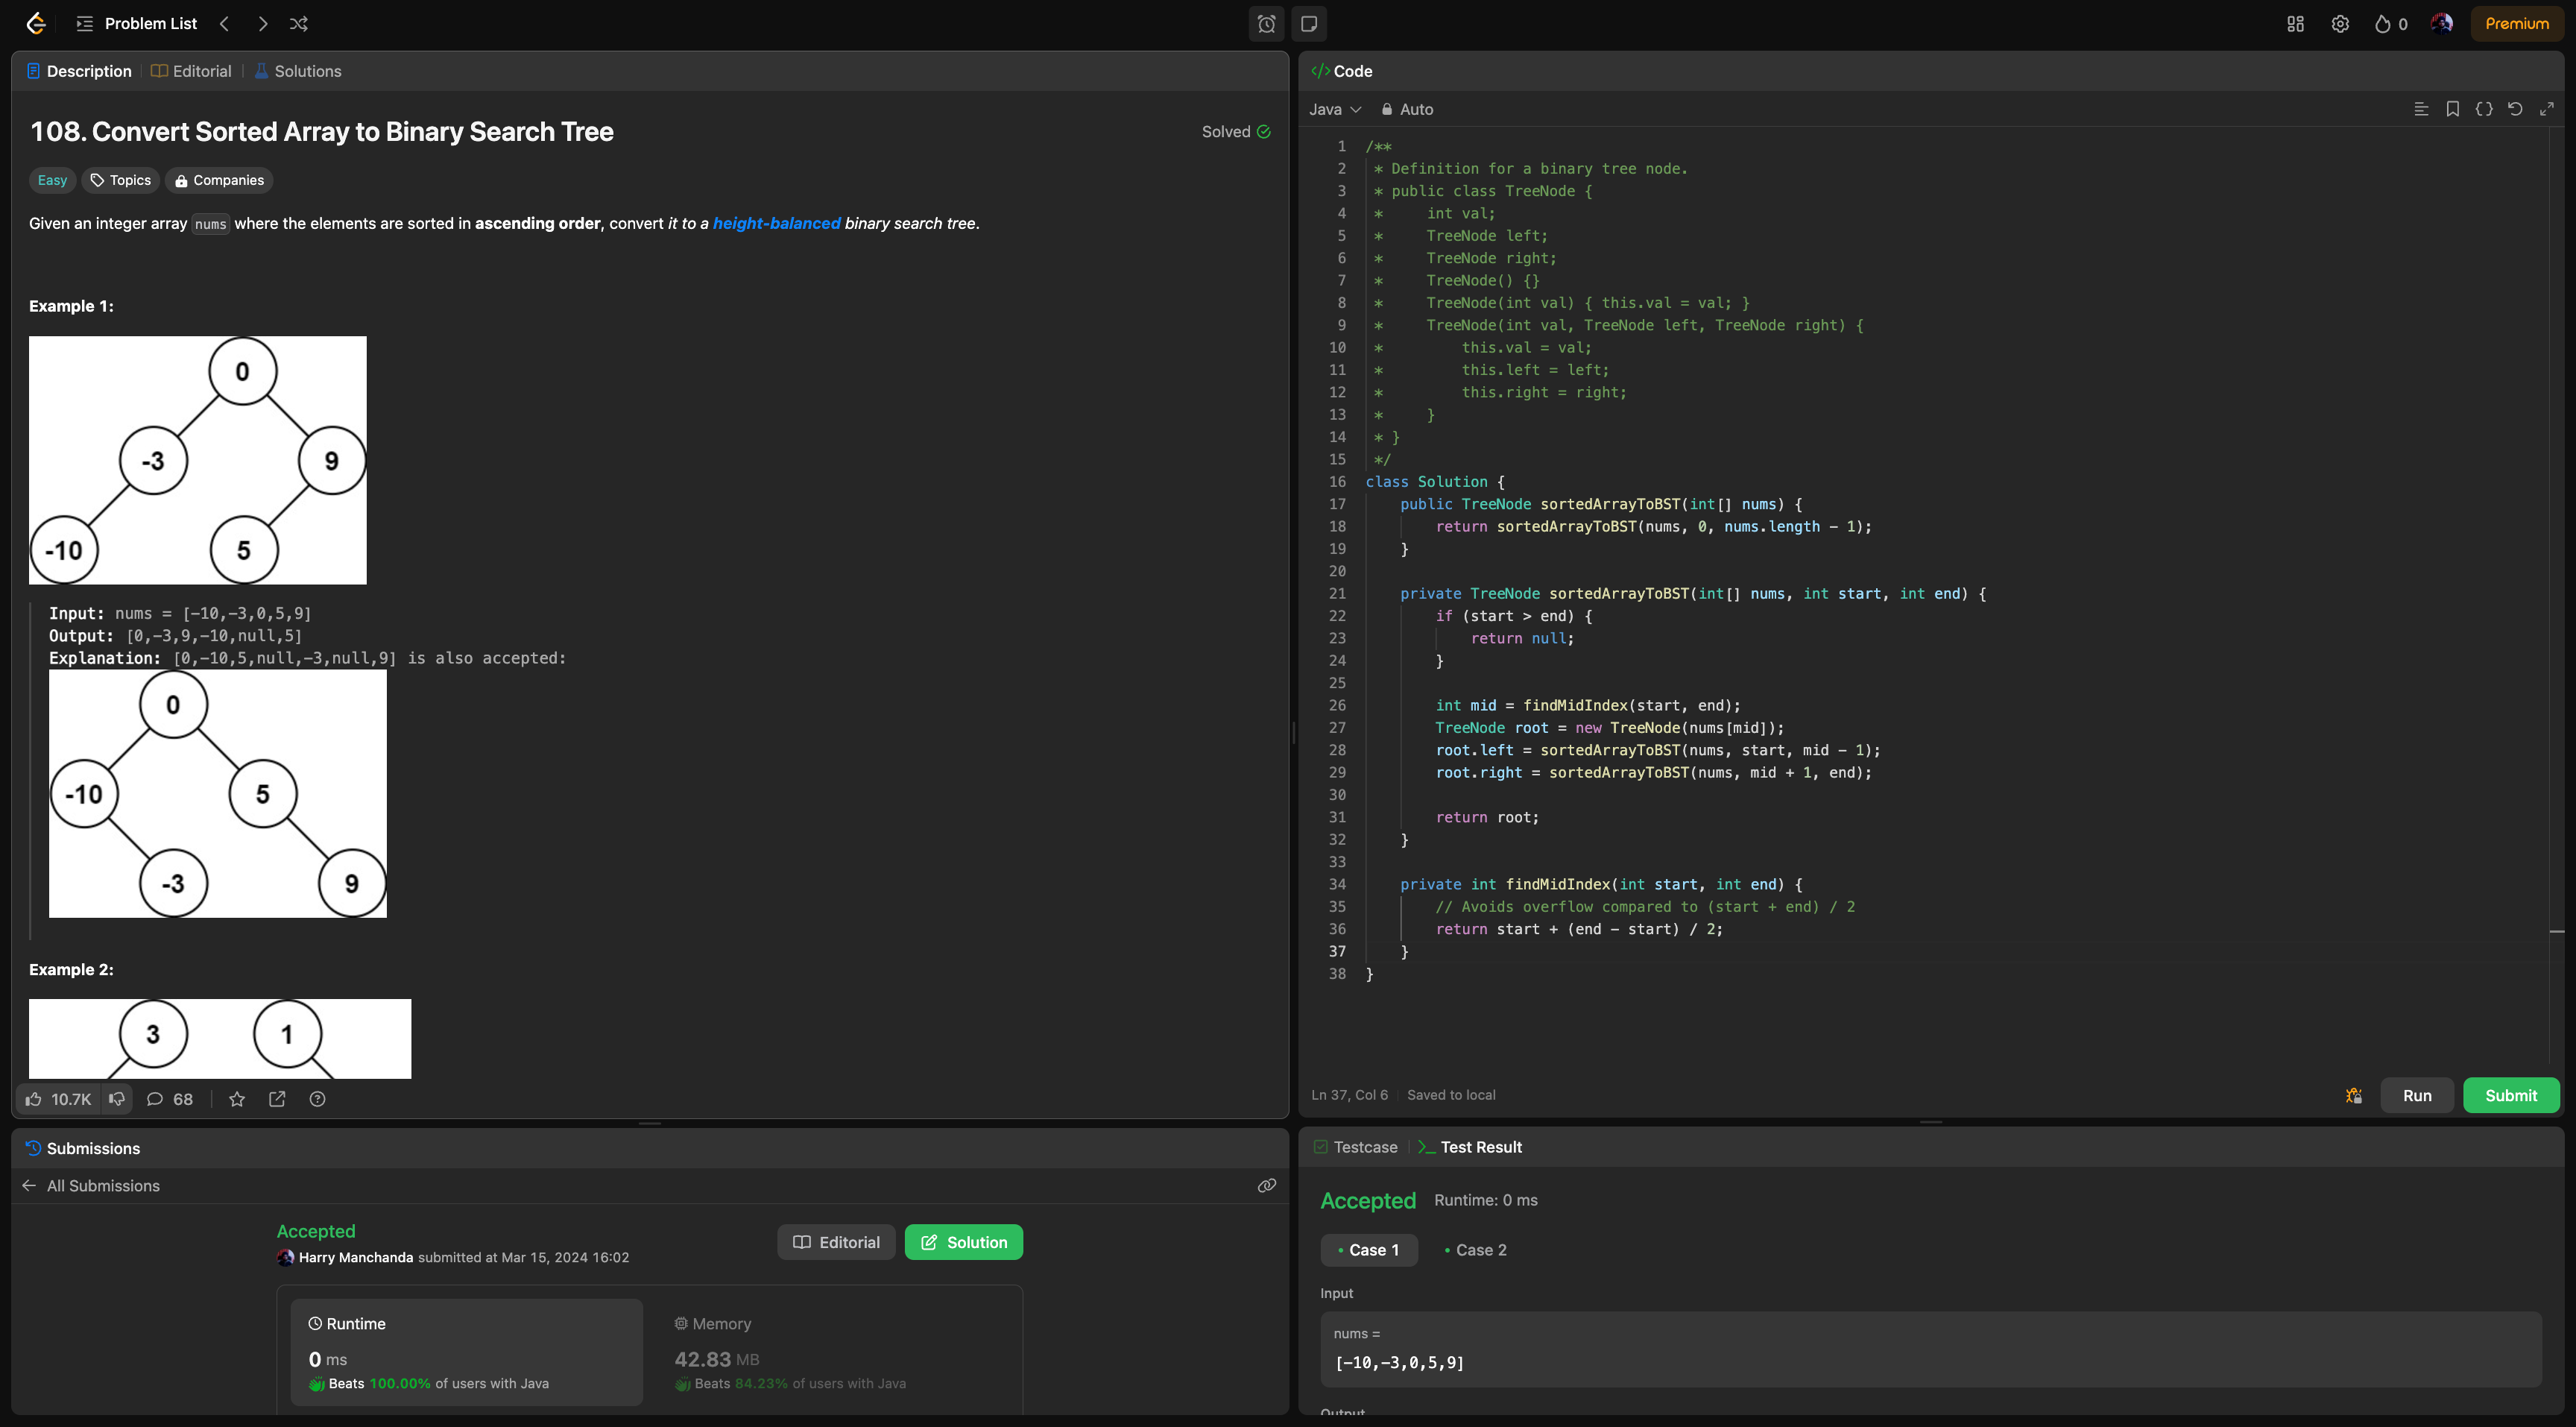 Problem List
0
Premium
Description
Editorial
Solutions
108. Convert Sorted Array to Binary Search Tree
Solved
Easy
Topics
Companies
Given an integer array nums where the elements are sorted in ascending order, convert it to a height-balanced binary search tree.
Example 1:
0
-3
9
-10
5
Input: nums = [-10,-3,0,5,9]
Output: [0,-3,9,-10,null,5]
Explanation: [0,-10,5,null,-3,null,9] is also accepted:
0
-10
5
-3
9
Example 2:
3
1
10.7K
68
Submissions
All Submissions
Accepted
Harry Manchanda submitted at Mar 15, 2024 16:02
Editorial
Solution
Runtime
0 ms
Beats 100.00% of users with Java
Memory
42.83 MB
Beats 84.23% of users with Java
</> Code
Java
Auto
1 /**
2 * Definition for a binary tree node.
3 * public class TreeNode {
4 *     int val;
5 *     TreeNode left;
6 *     TreeNode right;
7 *     TreeNode() {}
8 *     TreeNode(int val) { this.val = val; }
9 *     TreeNode(int val, TreeNode left, TreeNode right) {
10 *         this.val = val;
11 *         this.left = left;
12 *         this.right = right;
13 *     }
14 * }
15 */
16 class Solution {
17     public TreeNode sortedArrayToBST(int[] nums) {
18         return sortedArrayToBST(nums, 0, nums.length - 1);
19     }
20
21     private TreeNode sortedArrayToBST(int[] nums, int start, int end) {
22         if (start > end) {
23             return null;
24         }
25
26         int mid = findMidIndex(start, end);
27         TreeNode root = new TreeNode(nums[mid]);
28         root.left = sortedArrayToBST(nums, start, mid - 1);
29         root.right = sortedArrayToBST(nums, mid + 1, end);
30
31         return root;
32     }
33
34     private int findMidIndex(int start, int end) {
35         // Avoids overflow compared to (start + end) / 2
36         return start + (end - start) / 2;
37     }
38 }
Ln 37, Col 6
Saved to local
Run
Submit
Testcase
Test Result
Accepted
Runtime: 0 ms
Case 1
Case 2
Input
nums =
[-10,-3,0,5,9]
Output